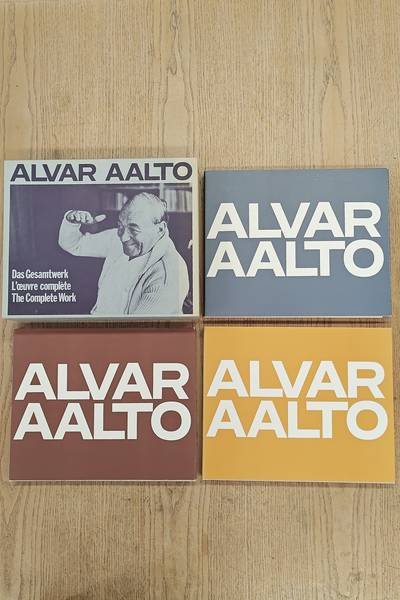 ALVAR AALTO
Das Gesamtwerk
L'œuvre complète
The Complete Work
ALVAR
AALTO
ALVAR
AALTO
ALVAR
AALTO